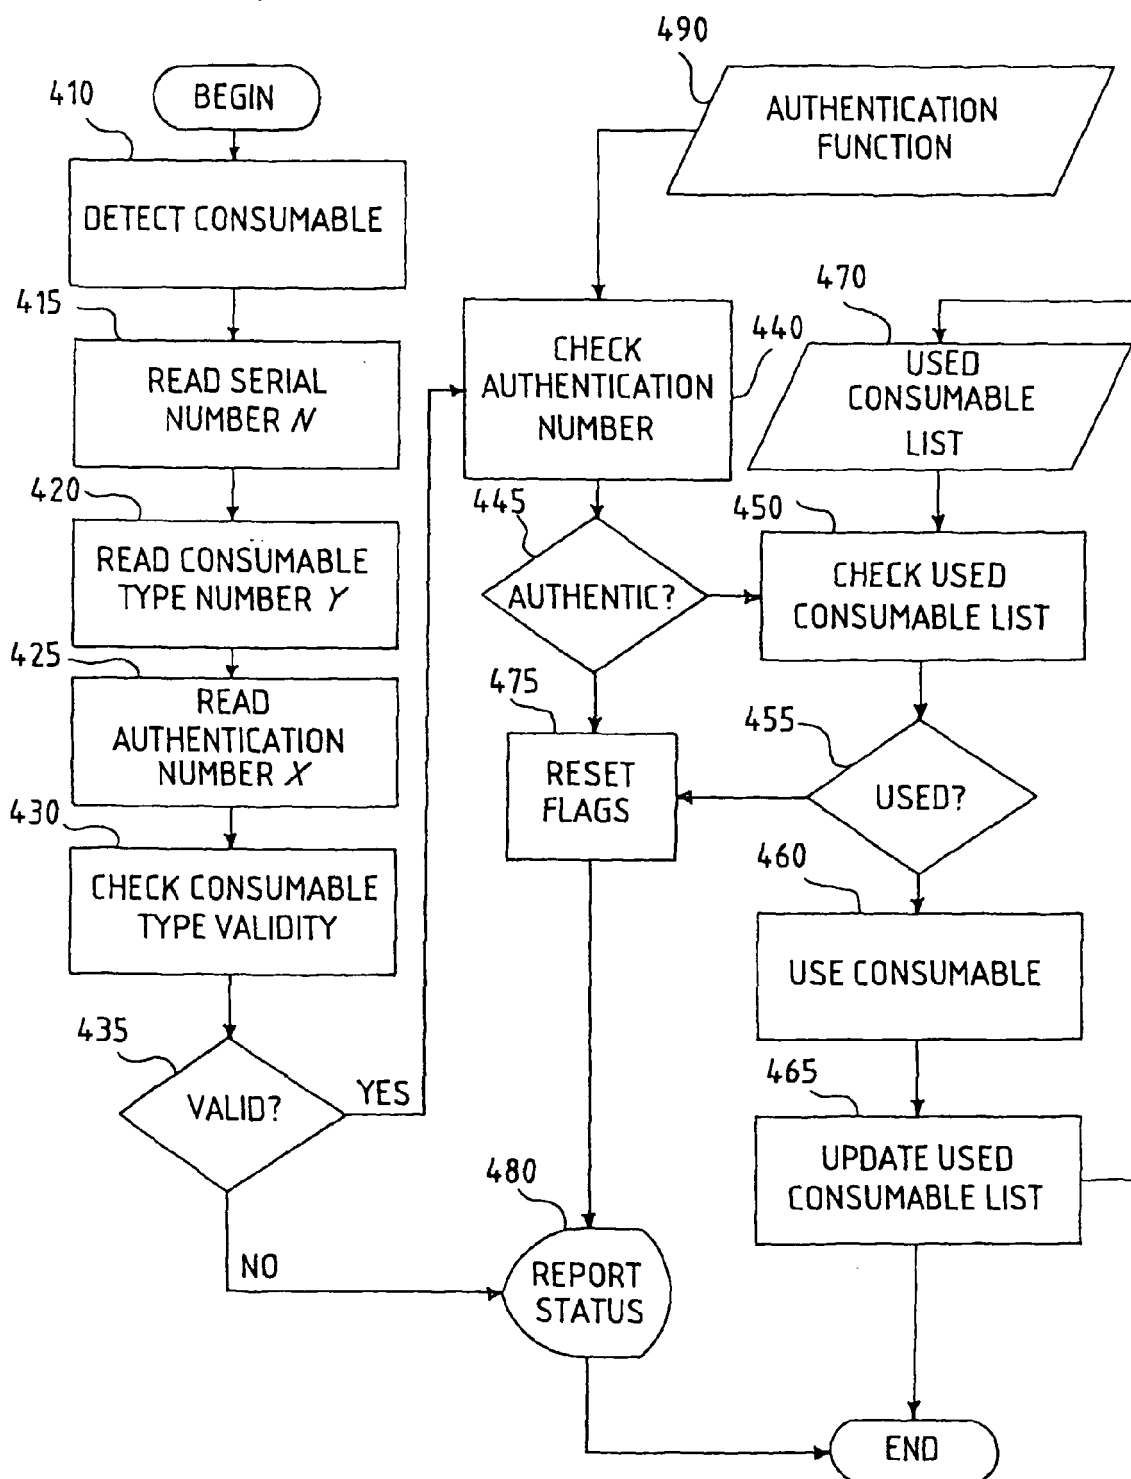 410
BEGIN
DETECT CONSUMABLE
415
READ SERIAL
NUMBER N
420
READ CONSUMABLE
TYPE NUMBER Y
425
READ
AUTHENTICATION
NUMBER X
430
CHECK CONSUMABLE
TYPE VALIDITY
435
VALID?
YES
NO
490
AUTHENTICATION
FUNCTION
CHECK
AUTHENTICATION
NUMBER
440
445
AUTHENTIC?
475
RESET
FLAGS
480
REPORT
STATUS
470
USED
CONSUMABLE
LIST
450
CHECK USED
CONSUMABLE LIST
455
USED?
460
USE CONSUMABLE
465
UPDATE USED
CONSUMABLE LIST
END